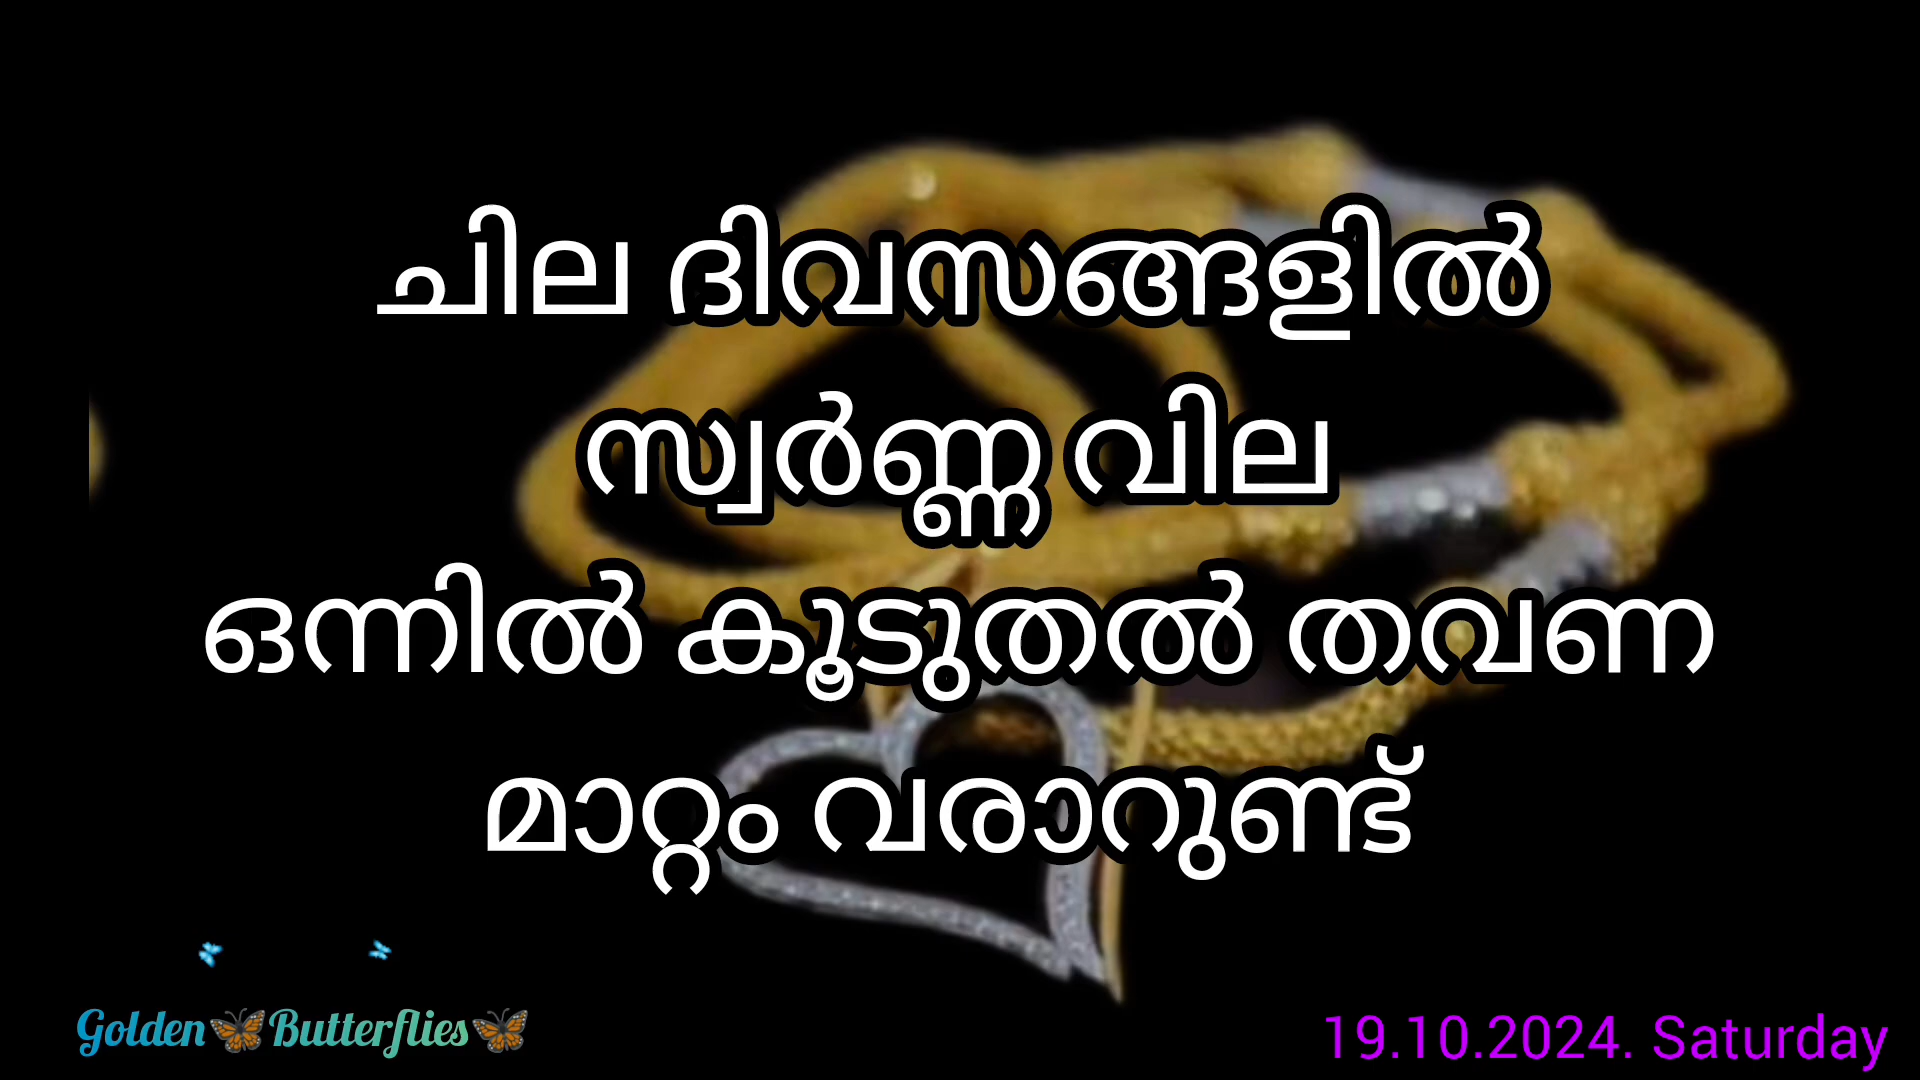 ചില ദിവസങ്ങളിൽ
സ്വർണ്ണ വില
ഒന്നിൽ കൂടുതൽ തവണ
മാറ്റം വരാറുണ്ട്
Golden🦋Butterflies🦋
19.10.2024. Saturday